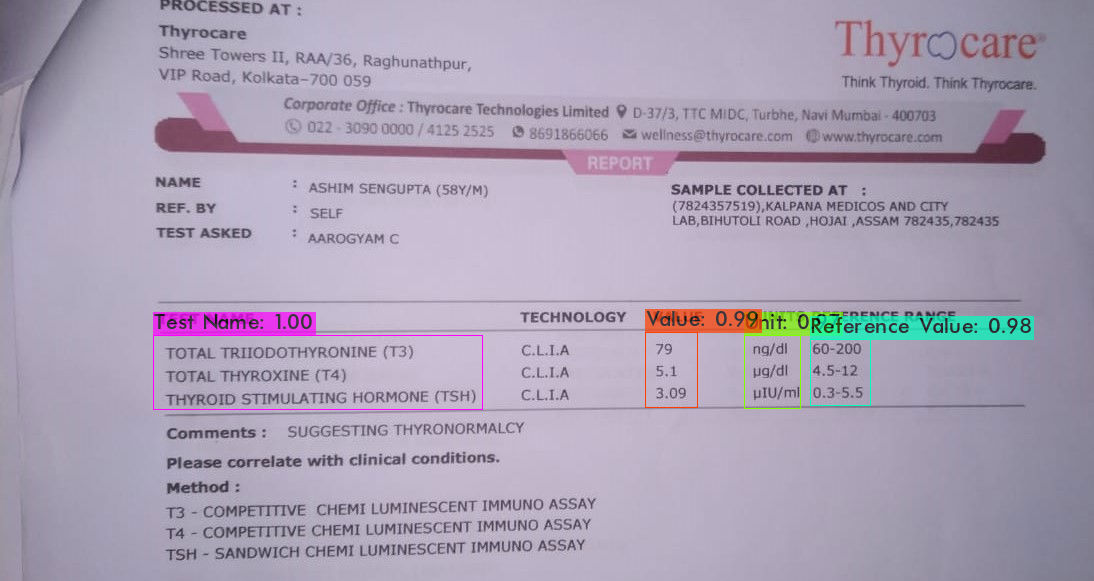 PROCESSED AT :
Thyrocare
Shree Towers II, RAA/36, Raghunathpur,
VIP Road, Kolkata-700 059
Thyrocare
Think Thyroid. Think Thyrocare.
Corporate Office : Thyrocare Technologies Limited D-37/3, TTC MIDC, Turbhe, Navi Mumbai - 400703
022 - 3090 0000 / 4125 2525 8691866066 wellness@thyrocare.com www.thyrocare.com
REPORT
NAME : ASHIM SENGUPTA (58Y/M)
REF. BY : SELF
TEST ASKED : AAROGYAM C
SAMPLE COLLECTED AT :
(7824357519),KALPANA MEDICOS AND CITY
LAB,BIHUTOLI ROAD ,HOJAI ,ASSAM 782435,782435
TECHNOLOGY REFERENCE RANGE
Test Name: 1.00 Value: 0.99 Unit: Reference Value: 0.98
TOTAL TRIIODOTHYRONINE (T3) C.L.I.A 79 ng/dl 60-200
TOTAL THYROXINE (T4) C.L.I.A 5.1 µg/dl 4.5-12
THYROID STIMULATING HORMONE (TSH) C.L.I.A 3.09 µIU/ml 0.3-5.5
Comments : SUGGESTING THYRONORMALCY
Please correlate with clinical conditions.
Method :
T3 - COMPETITIVE CHEMI LUMINESCENT IMMUNO ASSAY
T4 - COMPETITIVE CHEMI LUMINESCENT IMMUNO ASSAY
TSH - SANDWICH CHEMI LUMINESCENT IMMUNO ASSAY